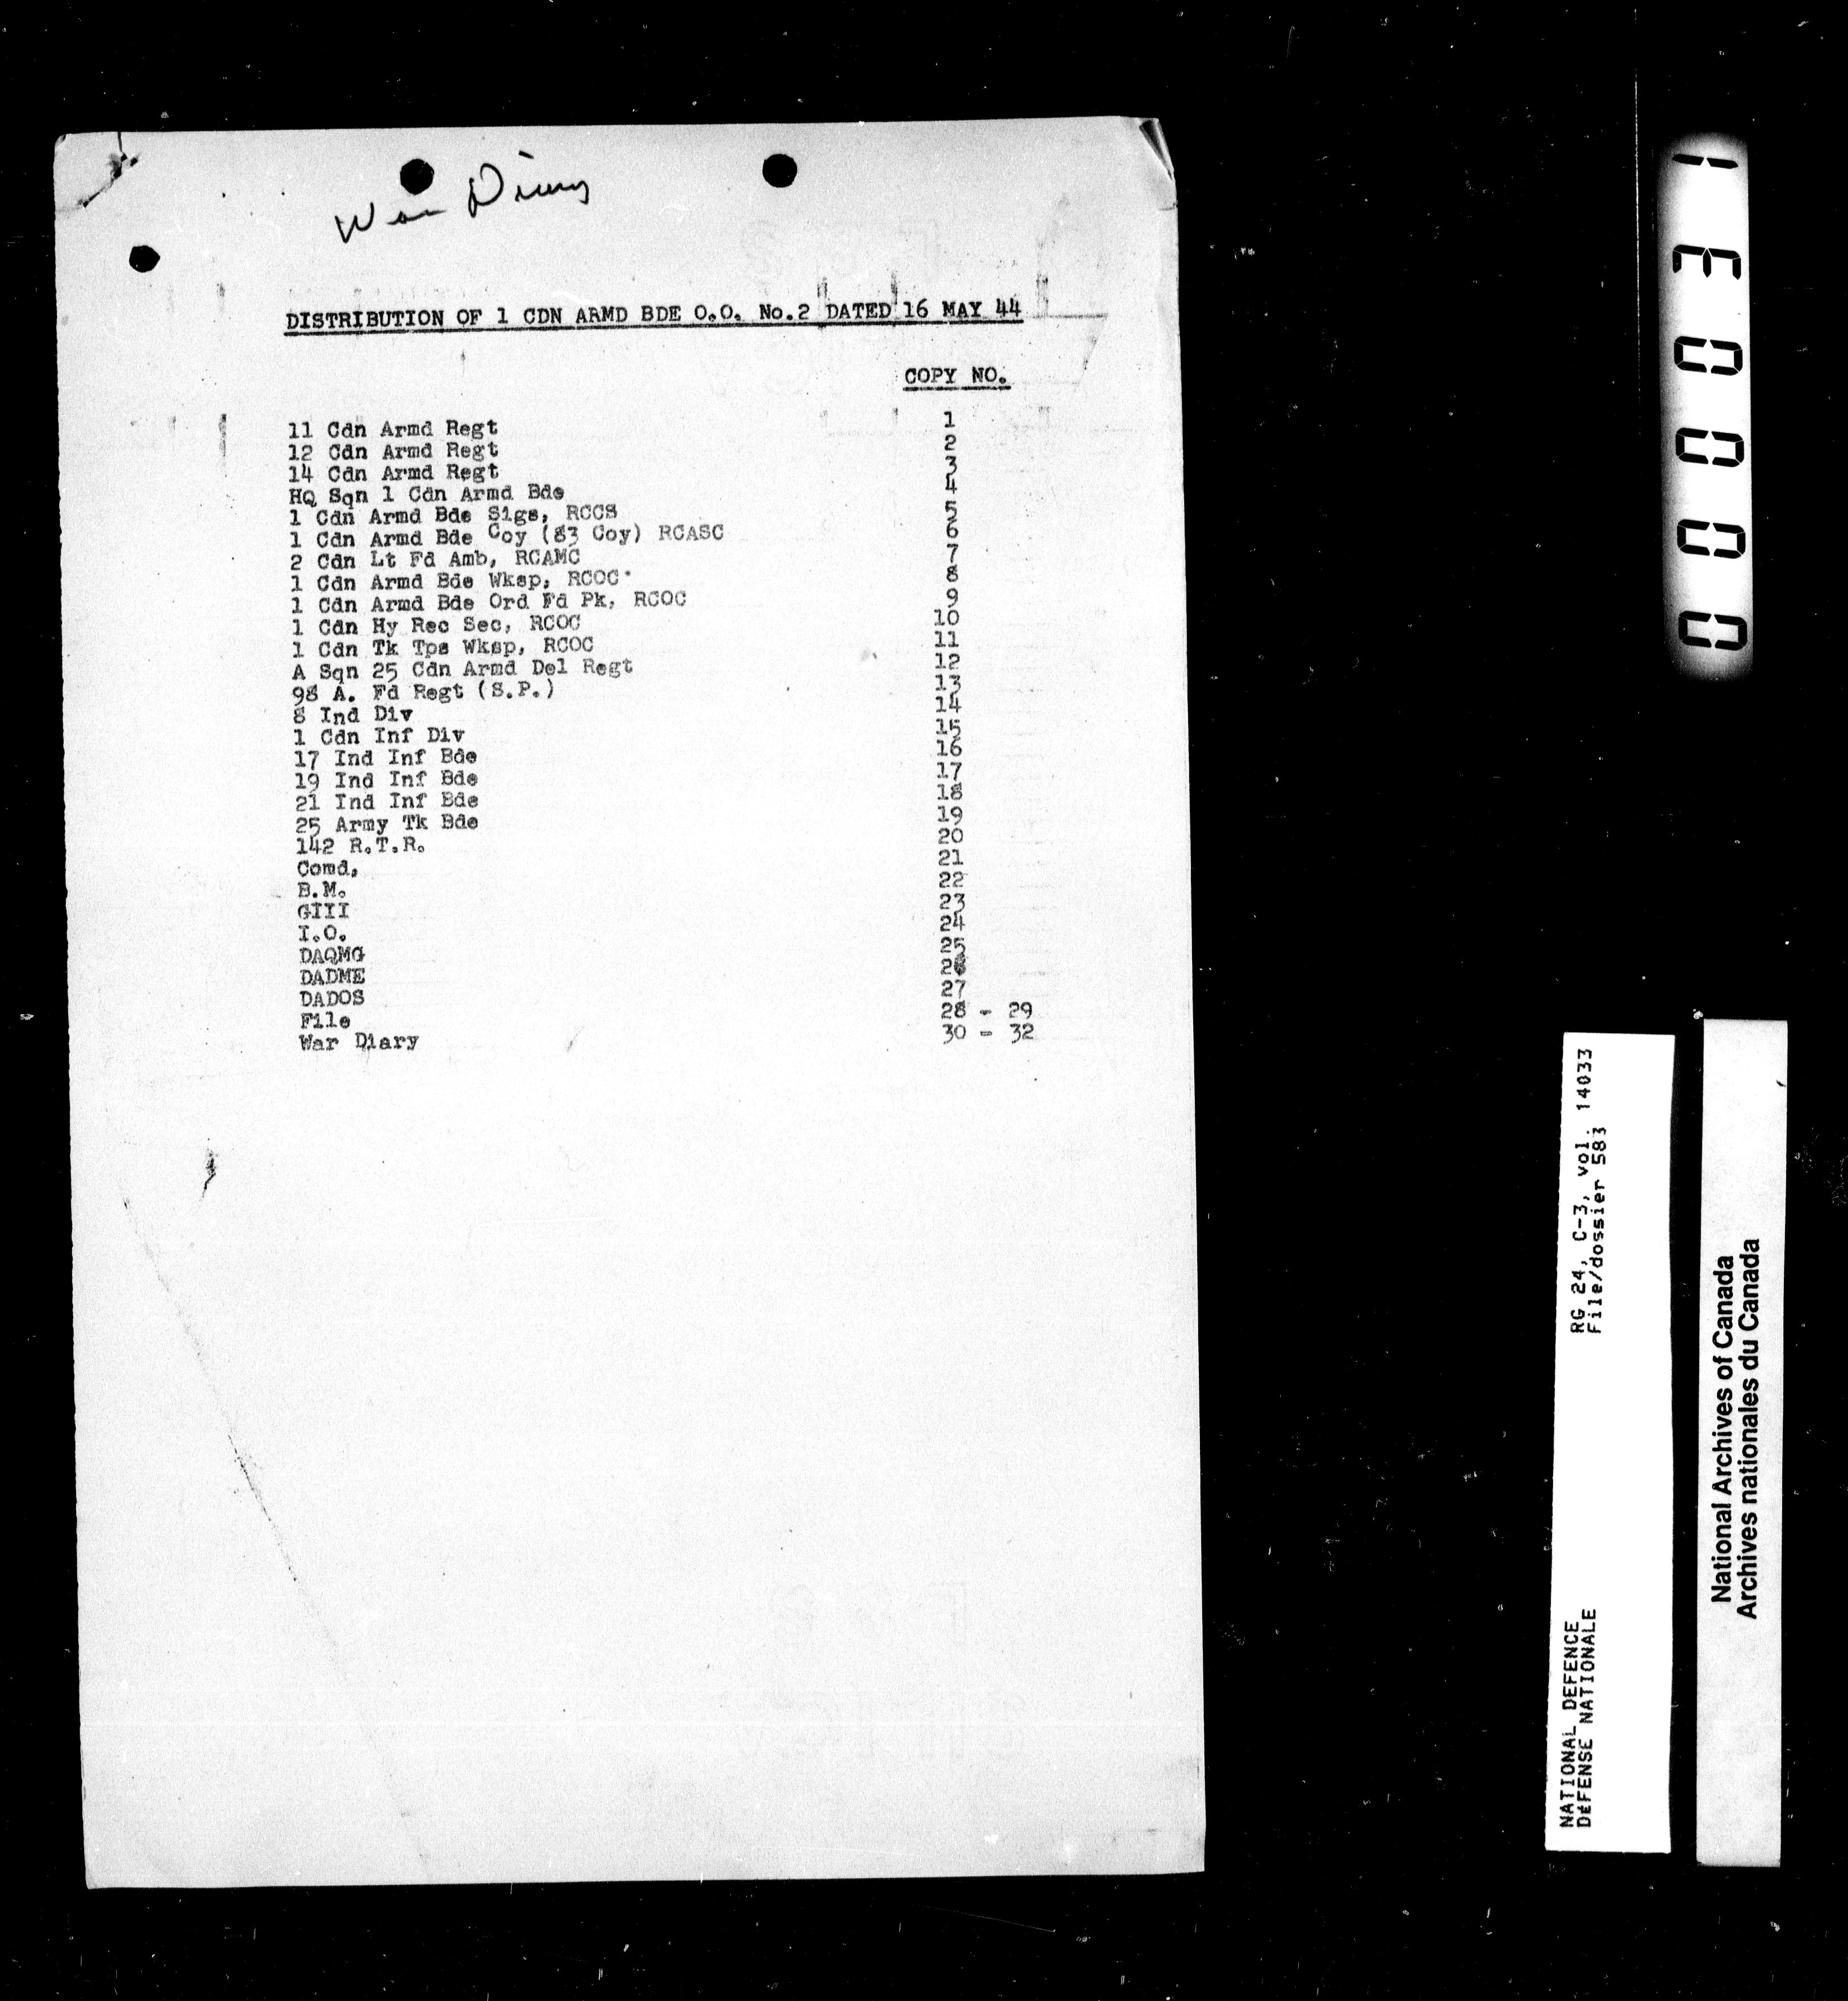 War Diary
DISTRIBUTION OF 1 CDN ARMD BDE O.O. No.2 DATED 16 MAY 44
COPY NO.
11 Cdn Armd Regt 1
12 Cdn Armd Regt 2
14 Cdn Armd Regt 3
HQ Sqn 1 Cdn Armd Bde 4
1 Cdn Armd Bde Sigs, RCCS 5
1 Cdn Armd Bde Coy (83 Coy) RCASC 6
2 Cdn Lt Fd Amb, RCAMC 7
1 Cdn Armd Bde Wksp, RCOC 8
1 Cdn Armd Bde Ord Fd Pk, RCOC 9
1 Cdn Hy Rec Sec, RCOC 10
1 Cdn Tk Tps Wksp, RCOC 11
A Sqn 25 Cdn Armd Del Regt 12
98 A. Fd Regt (S.P.) 13
8 Ind Div 14
1 Cdn Inf Div 15
17 Ind Inf Bde 16
19 Ind Inf Bde 17
21 Ind Inf Bde 18
25 Army Tk Bde 19
142 R.T.R. 20
Comd, 21
B.M. 22
GIII 23
I.O. 24
DAQMG 25
DADME 26
DADOS 27
File 28 - 29
War Diary 30 - 32
00031
RG 24, C-3, vol. 14033
File/dossier 583
NATIONAL DEFENCE
DÉFENSE NATIONALE
National Archives of Canada
Archives nationales du Canada